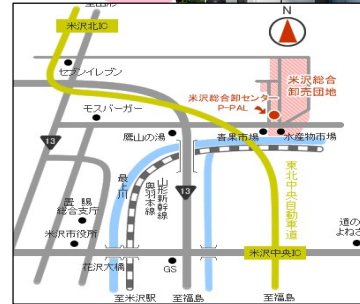 至山形
米沢北IC
N
セブンイレブン
米沢総合
卸売団地
モスバーガー
米沢総合卸センター
P-PAL
鷹山の湯
青果市場
水産物市場
13
最上川
山形新幹線
奥羽本線
13
東北中央自動車道
置賜
総合支庁
米沢市役所
道の
よねざ
米沢中央IC
花沢大橋
GS
至米沢駅
至福島
至福島